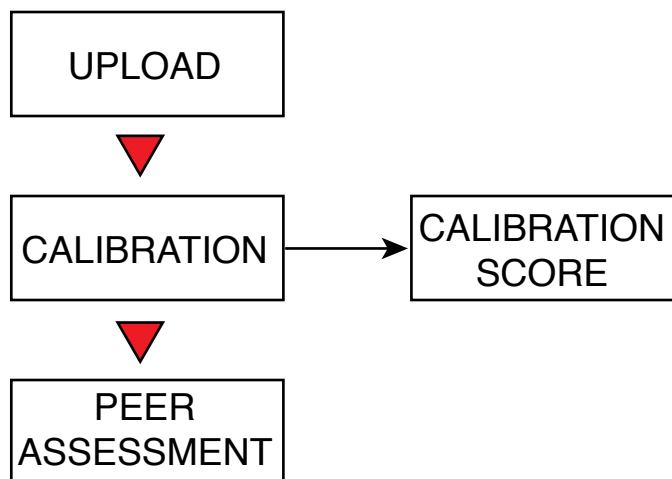 UPLOAD
CALIBRATION
CALIBRATION
SCORE
PEER
ASSESSMENT